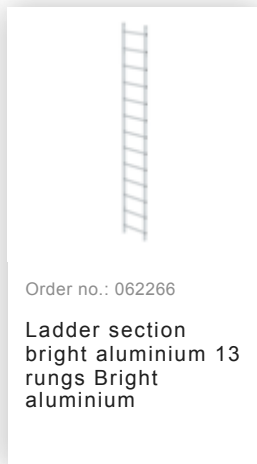 Order no.: 062266
Ladder section
bright aluminium 13
rungs Bright
aluminium